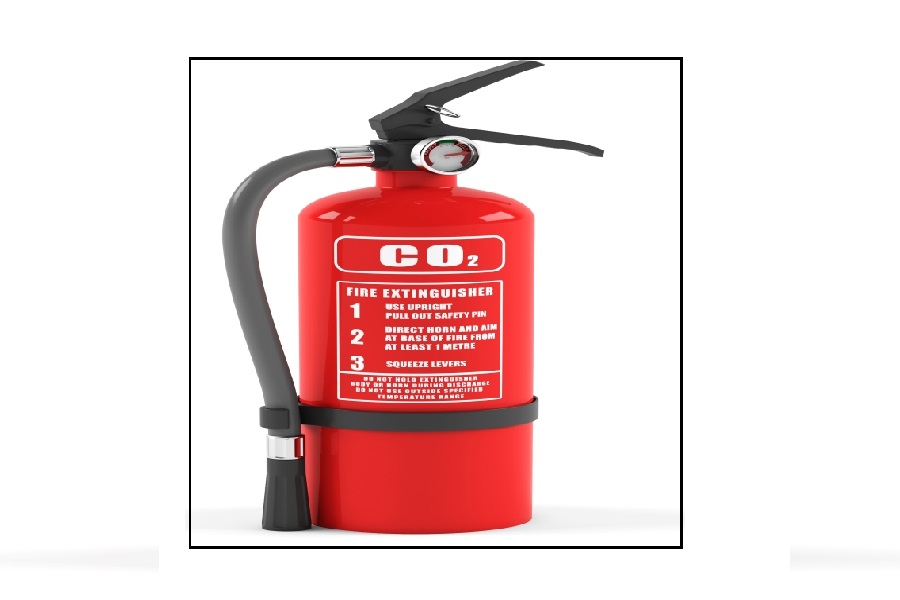 CO2
FIRE EXTINGUISHER
1 USE UPRIGHT
PULL OUT SAFETY PIN
2 DIRECT HORN AND AIM
AT BASE OF FIRE FROM
AT LEAST 1 METRE
3 SQUEEZE LEVERS
DO NOT HOLD EXTINGUISHER
BODY OR HORN DURING DISCHARGE
DO NOT USE OUTSIDE SPECIFIED
TEMPERATURE RANGE